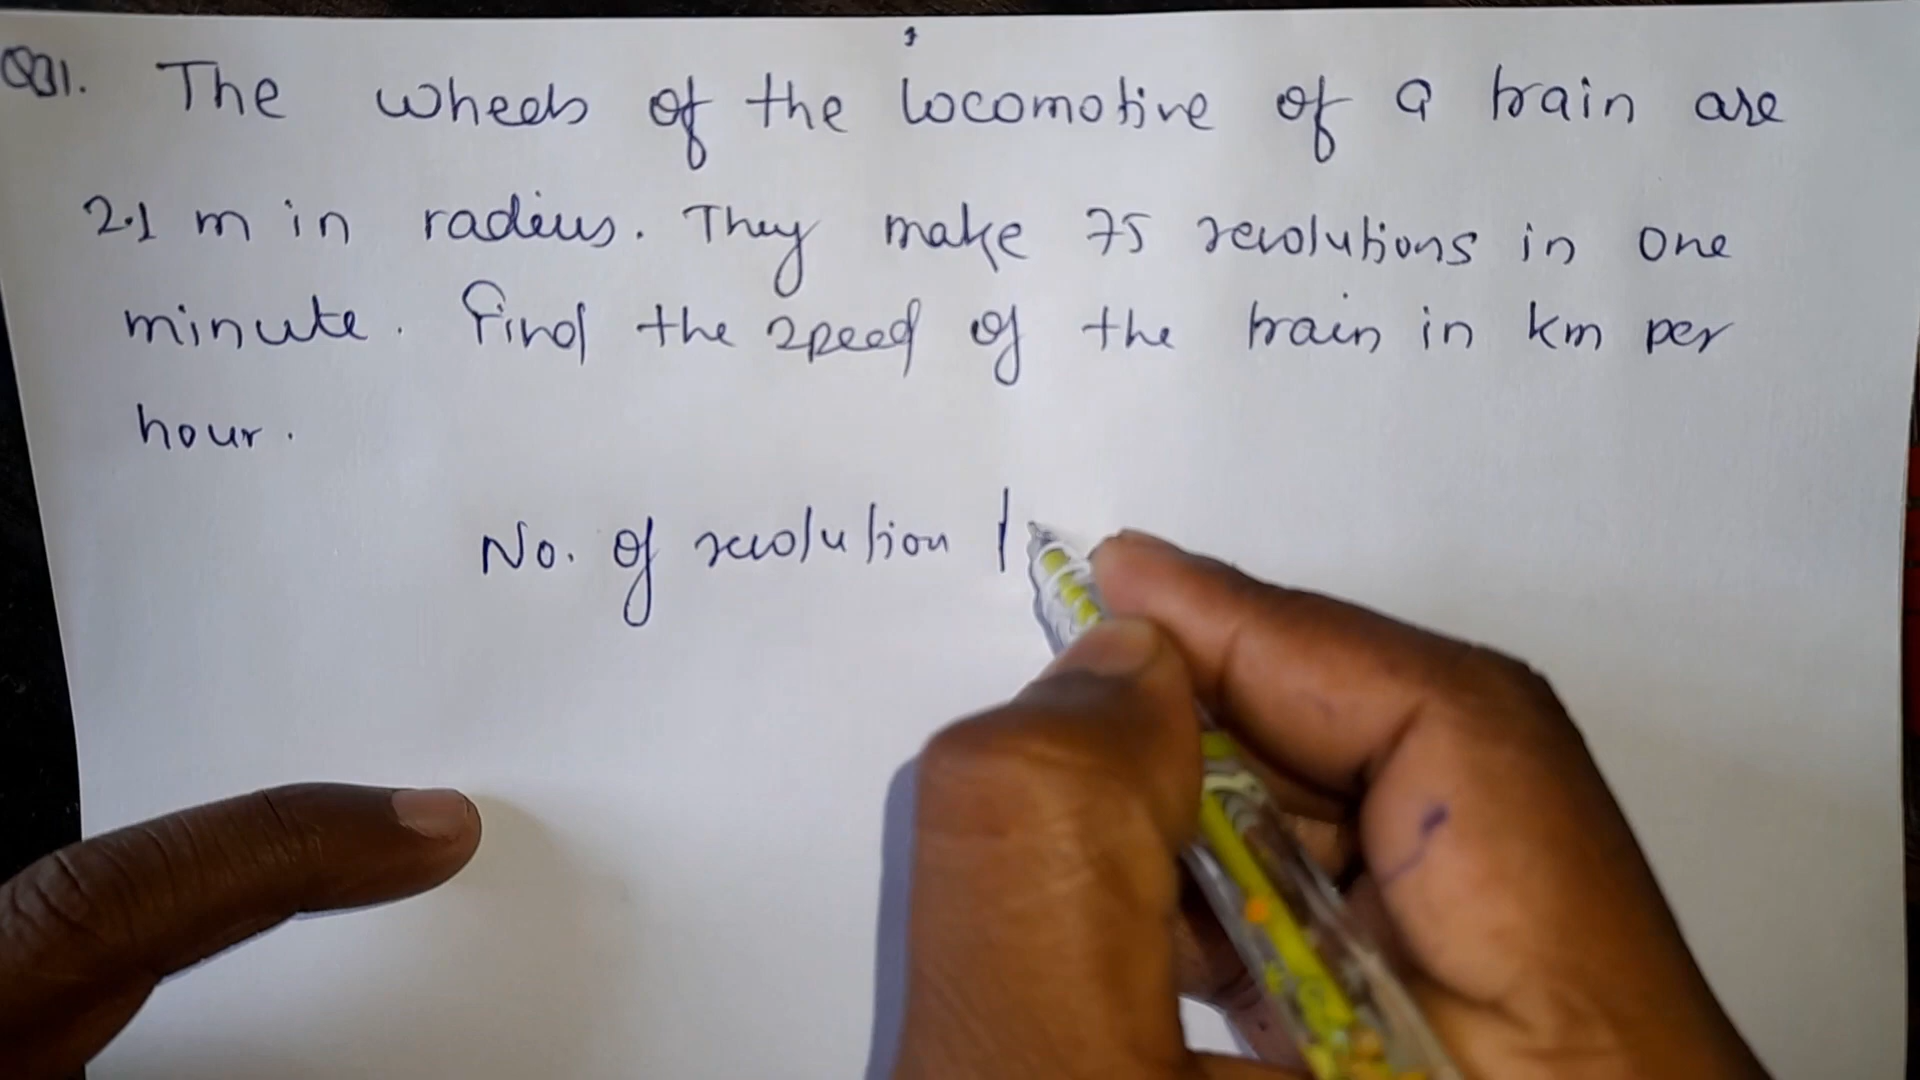 Q31. The wheels of the locomotive of a train are
2.1 m in radius. They make 75 revolutions in one
minute. Find the speed of the train in km per
hour.
No. of revolution